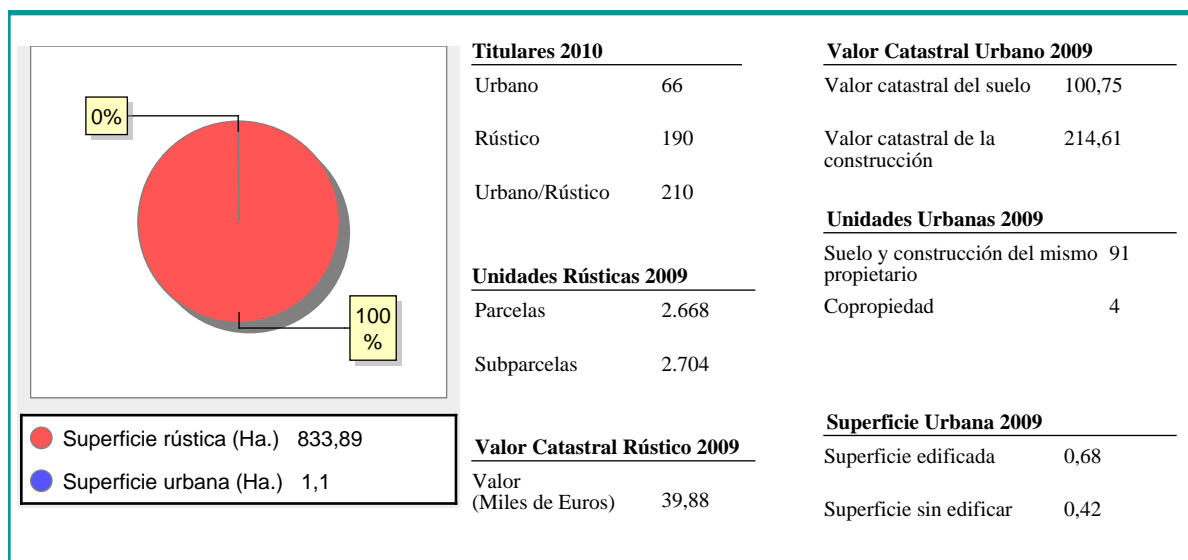 0%
100
%
Superficie rústica (Ha.) 833,89
Superficie urbana (Ha.) 1,1
Titulares 2010
Urbano 66
Rústico 190
Urbano/Rústico 210
Unidades Rústicas 2009
Parcelas 2.668
Subparcelas 2.704
Valor Catastral Rústico 2009
Valor
(Miles de Euros) 39,88
Valor Catastral Urbano 2009
Valor catastral del suelo 100,75
Valor catastral de la 214,61
construcción
Unidades Urbanas 2009
Suelo y construcción del mismo 91
propietario
Copropiedad 4
Superficie Urbana 2009
Superficie edificada 0,68
Superficie sin edificar 0,42